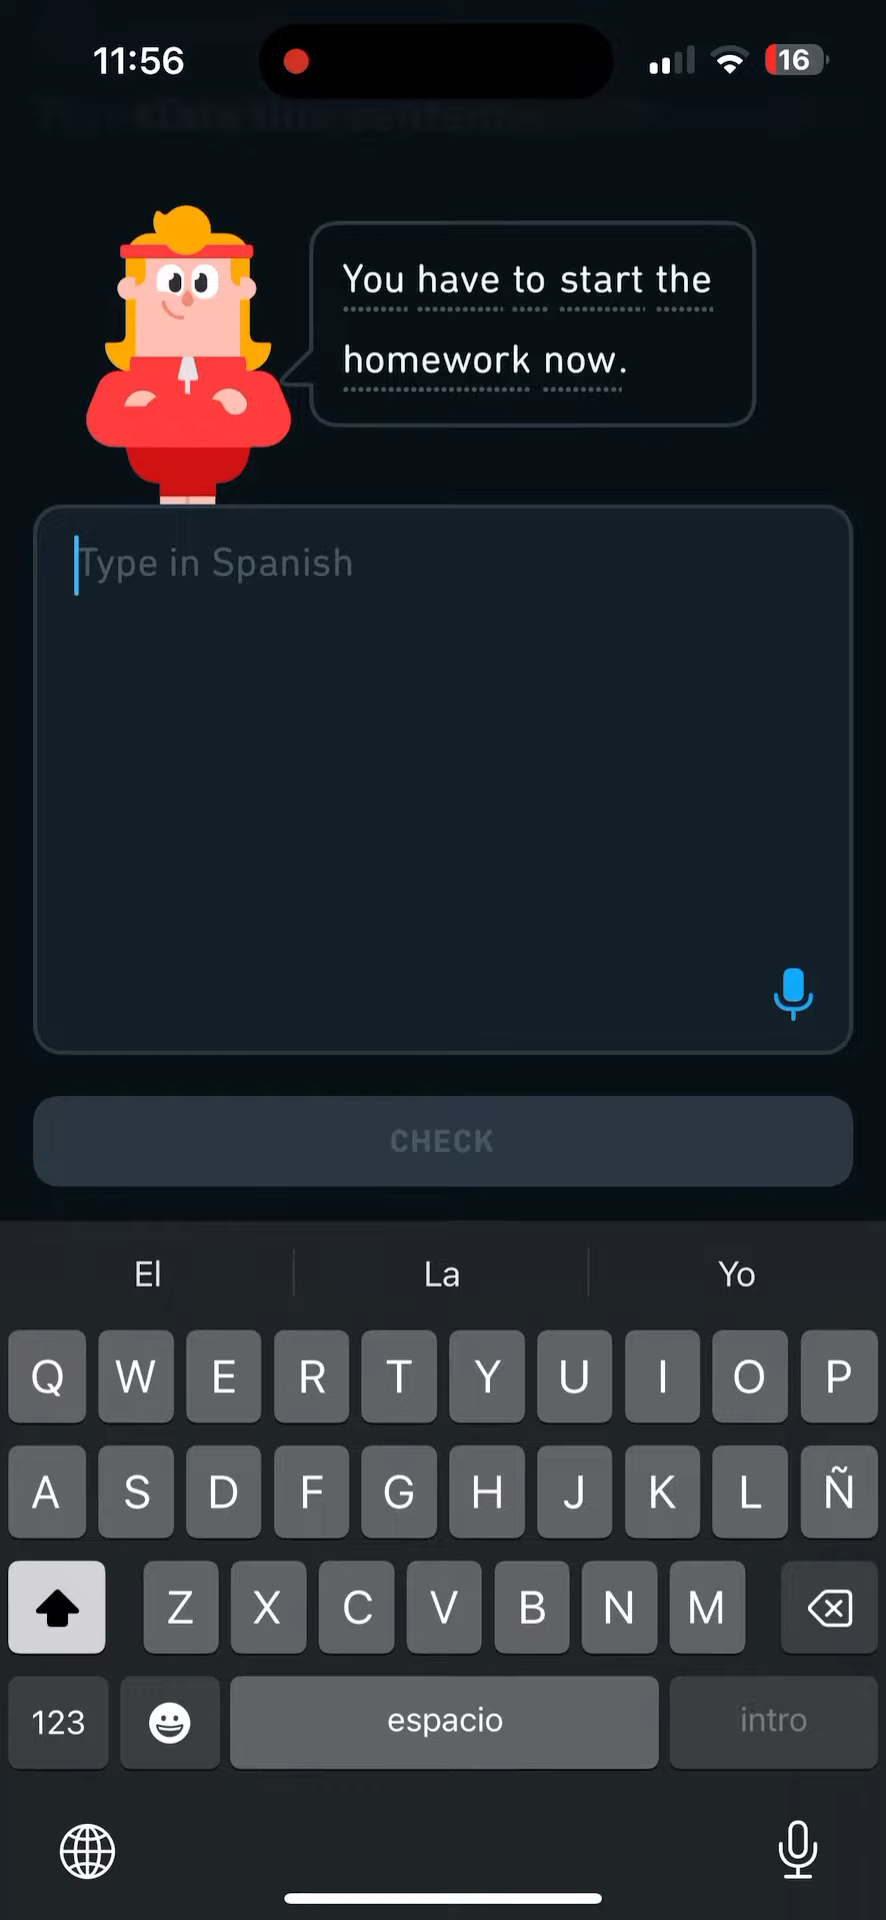 11:56
16
You have to start the
homework now.
Type in Spanish
CHECK
El La Yo
Q W E R T Y U I O P
A S D F G H J K L Ñ
Z X C V B N M
123 espacio intro